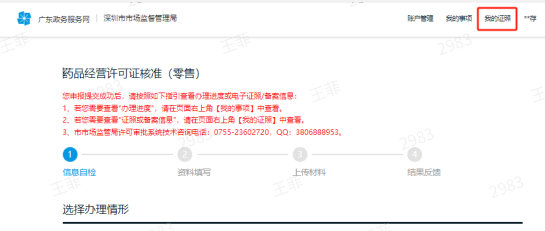 广东政务服务网 | 深圳市市场监督管理局 账户管理 我的事项 我的证照 **存
药品经营许可证核准（零售）
您申报提交成功后，请按照如下指引查看办理进度或电子证照/备案信息：
1、若您需要查看“办理进度”，请在页面右上角【我的事项】中查看。
2、若您需要查看“证照或备案信息”，请在页面右上角【我的证照】中查看。
3、市市场监管局许可审批系统技术咨询电话：0755-23602720，QQ：3806888953。
1 2 3 4
信息自检 资料填写 上传材料 结果反馈
选择办理情形
王菲 2983